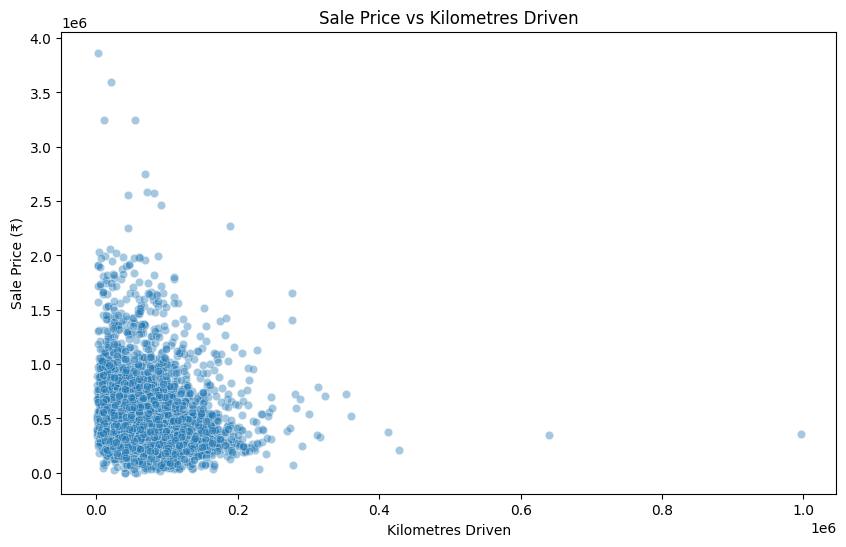 Sale Price vs Kilometres Driven
1e6
4.0
3.5
3.0
2.5
2.0
1.5
1.0
0.5
0.0
Sale Price (₹)
0.0 0.2 0.4 0.6 0.8 1.0
1e6
Kilometres Driven